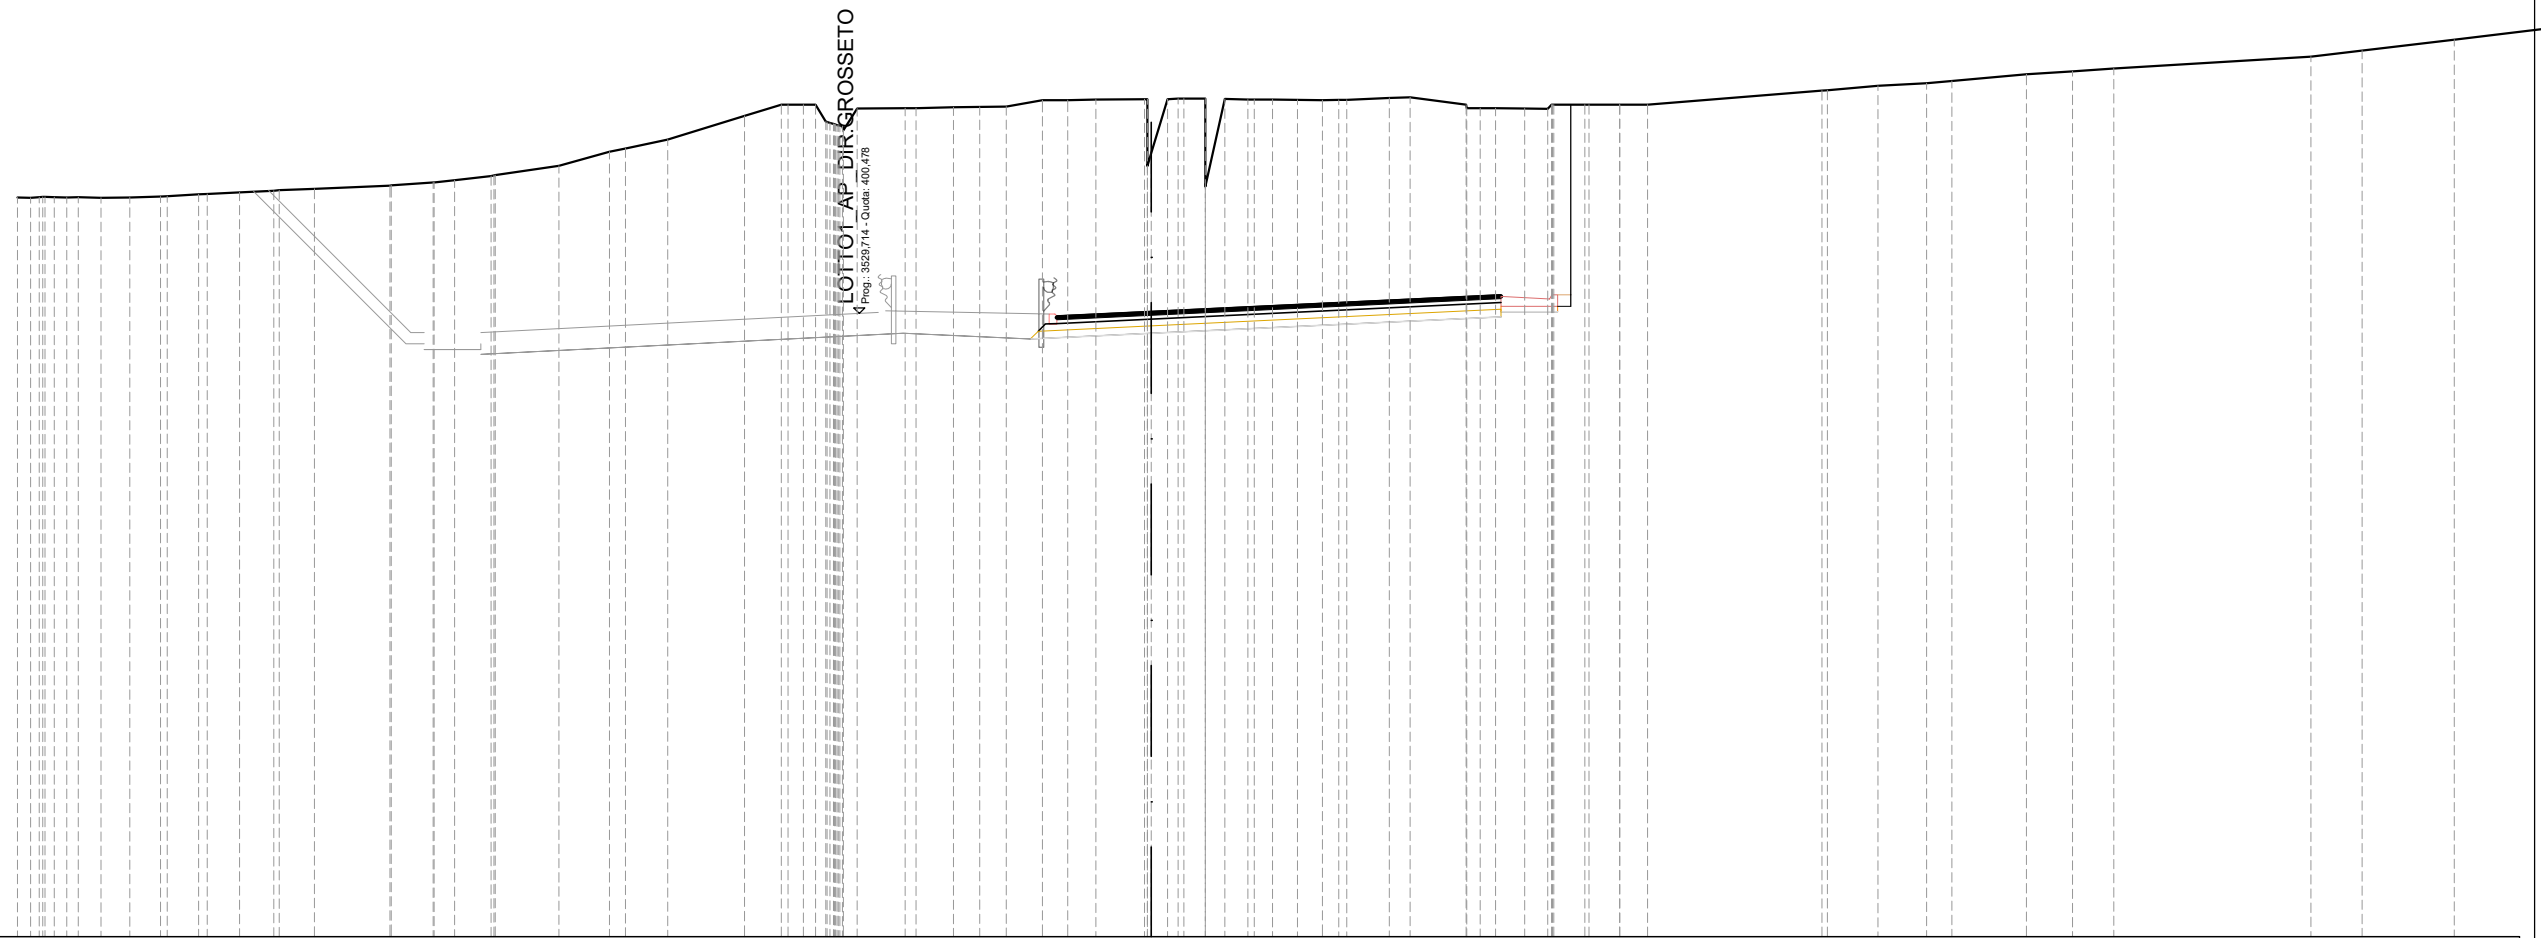 LOTTO1_AP_DIR.GROSSETO
Prog.: 3529,714 - Quota: 400,478